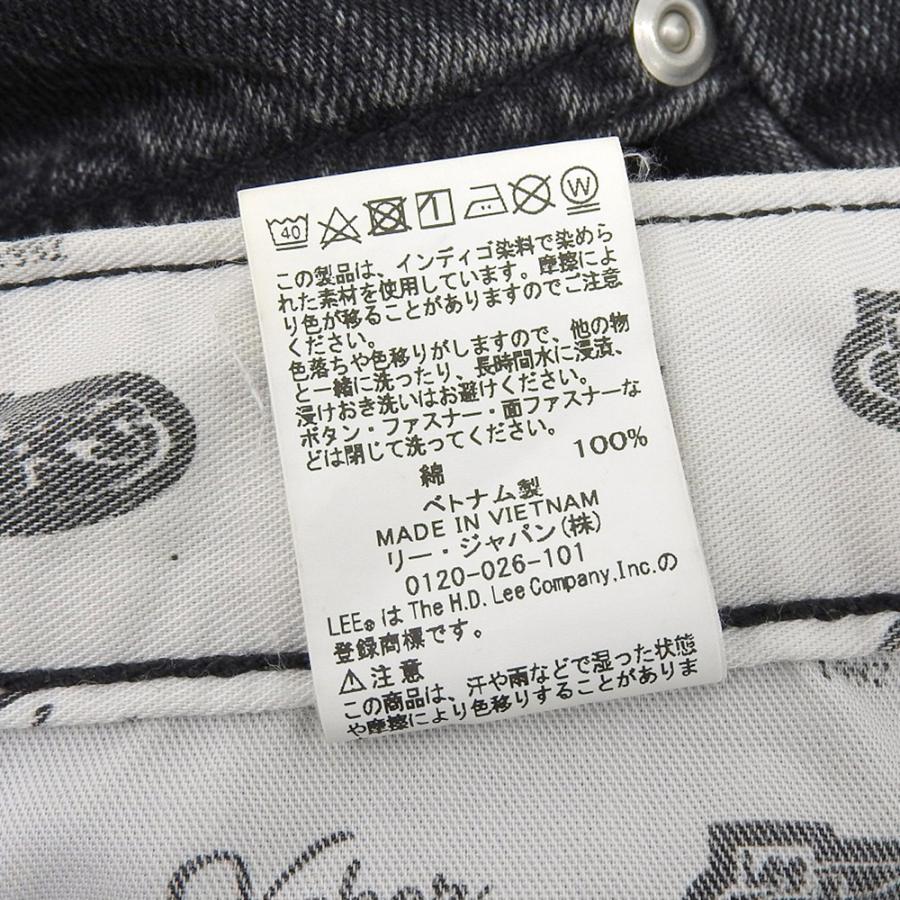 40
W
この製品は、インディゴ染料で染めら
れた素材を使用しています。摩擦によ
り色が移ることがありますのでご注意
ください。
色落ちや色移りがしますので、他の物
と一緒に洗ったり、長時間水に浸漬、
浸けおき洗いはお避けください。
ボタン・ファスナー・面ファスナーな
どは閉じて洗ってください。
綿 100%
ベトナム製
MADE IN VIETNAM
リー・ジャパン(株)
0120-026-101
LEE® は The H.D. Lee Company, Inc.の
登録商標です。
⚠注意
この商品は、汗や雨などで湿った状態
や摩擦により色移りすることがありま
Lee